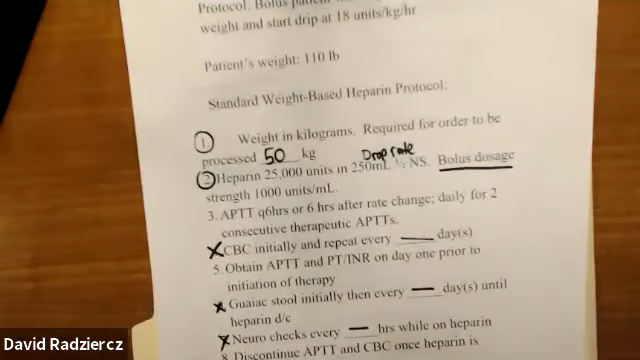 Protocol: Bolus
weight and start drip at 18 units/kg/hr
Patient's weight: 110 lb
Standard Weight-Based Heparin Protocol:
1. Weight in kilograms. Required for order to be
processed 50 kg
Drop rate
2 Heparin 25,000 units in 250mL ½ NS. Bolus dosage
strength 1000 units/mL.
3. APTT q6hrs or 6 hrs after rate change; daily for 2
consecutive therapeutic APTTs.
CBC initially and repeat every ____ day(s)
5. Obtain APTT and PT/INR on day one prior to
initiation of therapy
Guaiac stool initially then every ____ day(s) until
heparin d/c
Neuro checks every ____ hrs while on heparin
8. Discontinue APTT and CBC once heparin is
David Radziercz